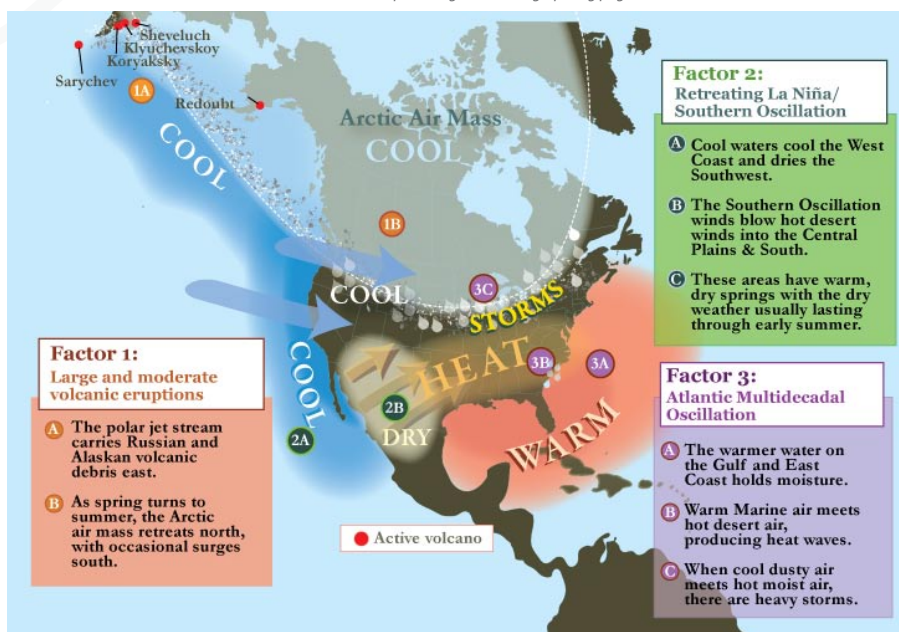 Sheveluch
Klyuchevskoy
Koryaksky
Sarychev
Redoubt
1A
COOL
Arctic Air Mass
COOL
1B
COOL
3C
STORMS
HEAT
3B
3A
COOL
2A
2B
DRY
WARM
Active volcano
Factor 1:
Large and moderate
volcanic eruptions
A The polar jet stream
carries Russian and
Alaskan volcanic
debris east.
B As spring turns to
summer, the Arctic
air mass retreats north,
with occasional surges
south.
Factor 2:
Retreating La Niña/
Southern Oscillation
A Cool waters cool the West
Coast and dries the
Southwest.
B The Southern Oscillation
winds blow hot desert
winds into the Central
Plains & South.
C These areas have warm,
dry springs with the dry
weather usually lasting
through early summer.
Factor 3:
Atlantic Multidecadal
Oscillation
A The warmer water on
the Gulf and East
Coast holds moisture.
B Warm Marine air meets
hot desert air,
producing heat waves.
C When cool dusty air
meets hot moist air,
there are heavy storms.